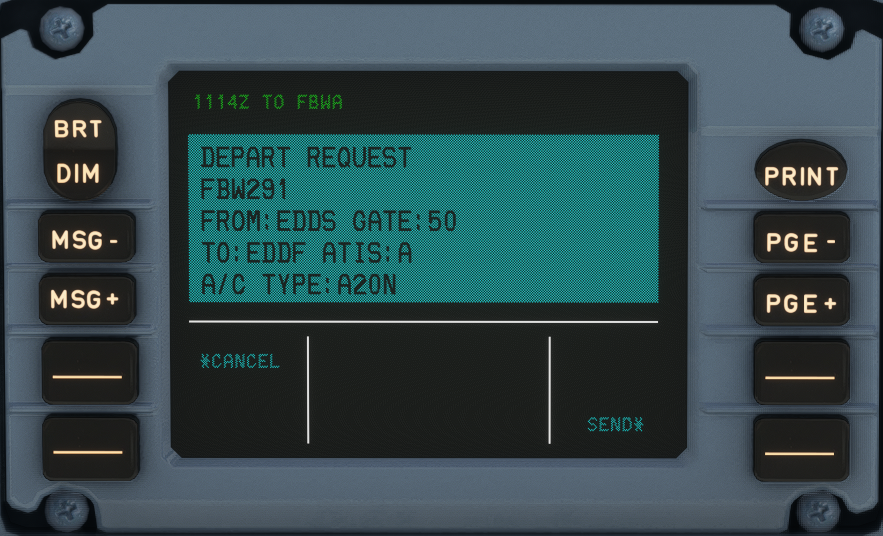 1114Z TO FBWA
BRT
DIM
MSG-
MSG+
DEPART REQUEST
FBW291
FROM:EDDS GATE:50
TO:EDDF ATIS:A
A/C TYPE:A20N
*CANCEL
SEND*
PRINT
PGE-
PGE+